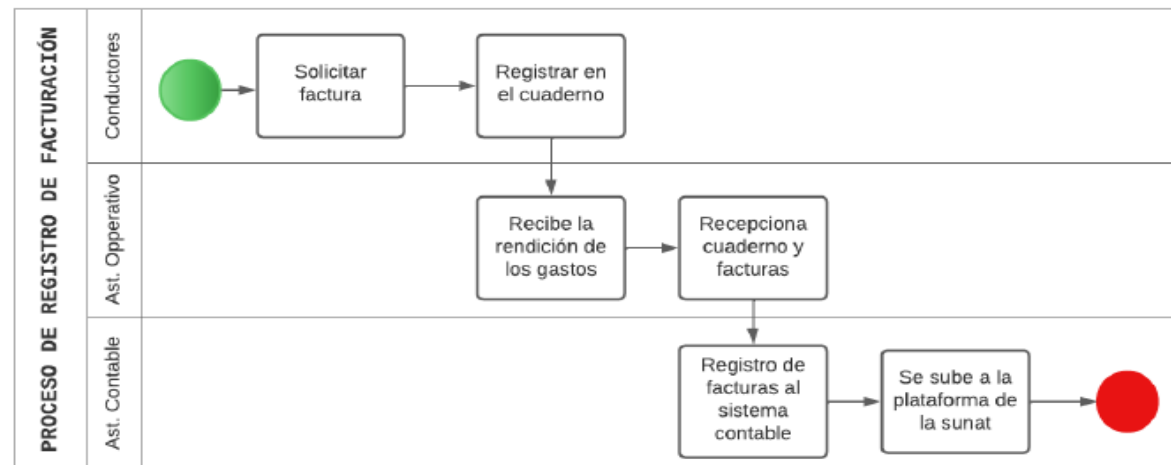 PROCESO DE REGISTRO DE FACTURACIÓN
Conductores
Solicitar
factura
Registrar en
el cuaderno
Ast. Opperativo
Recibe la
rendición de
los gastos
Recepciona
cuaderno y
facturas
Ast. Contable
Registro de
facturas al
sistema
contable
Se sube a la
plataforma de
la sunat